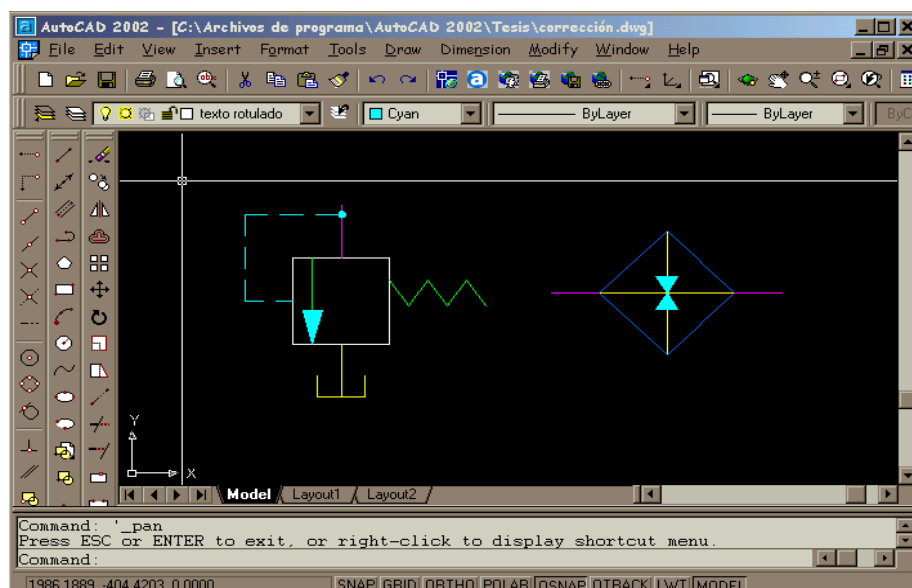 AutoCAD 2002 - [C:\Archivos de programa\AutoCAD 2002\Tesis\corrección.dwg]
File Edit View Insert Format Tools Draw Dimension Modify Window Help
texto rotulado Cyan ByLayer ByLayer ByC
Y
X
Model Layout1 Layout2
Command: '_pan
Press ESC or ENTER to exit, or right-click to display shortcut menu.
Command:
1986.1889, -404.4203, 0.0000 SNAP GRID ORTHO POLAR OSNAP OTRACK LWT MODEL